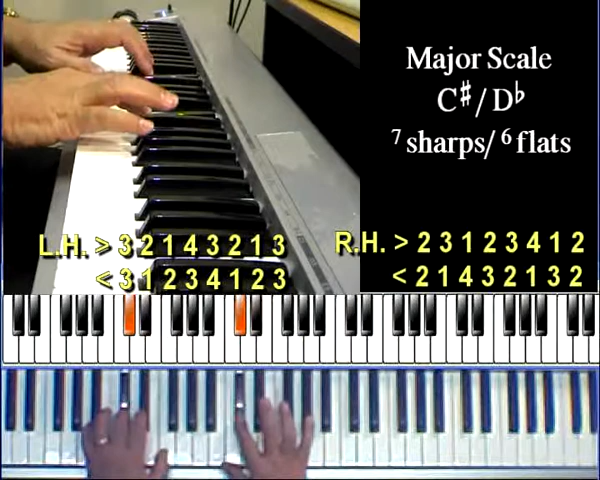 Major Scale
C♯/D♭
7 sharps/ 6 flats
L.H. > 3 2 1 4 3 2 1 3
< 3 1 2 3 4 1 2 3
R.H. > 2 3 1 2 3 4 1 2
< 2 1 4 3 2 1 3 2